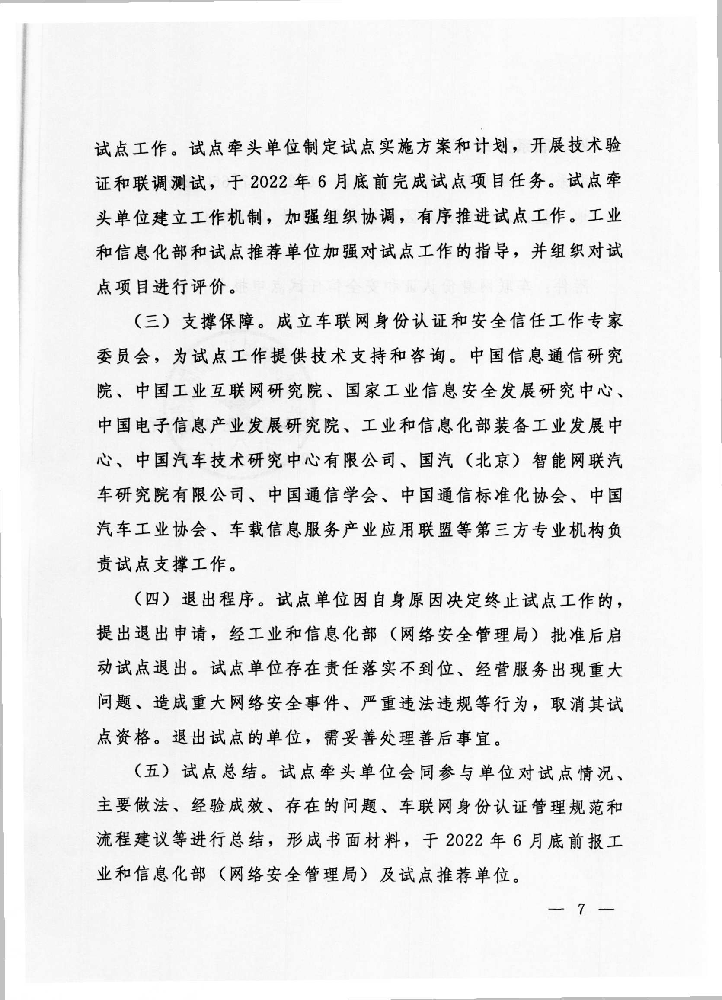 试点工作。试点牵头单位制定试点实施方案和计划，开展技术验
证和联调测试，于 2022 年 6 月底前完成试点项目任务。试点牵
头单位建立工作机制，加强组织协调，有序推进试点工作。工业
和信息化部和试点推荐单位加强对试点工作的指导，并组织对试
点项目进行评价。
（三）支撑保障。成立车联网身份认证和安全信任工作专家
委员会，为试点工作提供技术支持和咨询。中国信息通信研究
院、中国工业互联网研究院、国家工业信息安全发展研究中心、
中国电子信息产业发展研究院、工业和信息化部装备工业发展中
心、中国汽车技术研究中心有限公司、国汽（北京）智能网联汽
车研究院有限公司、中国通信学会、中国通信标准化协会、中国
汽车工业协会、车载信息服务产业应用联盟等第三方专业机构负
责试点支撑工作。
（四）退出程序。试点单位因自身原因决定终止试点工作的，
提出退出申请，经工业和信息化部（网络安全管理局）批准后启
动试点退出。试点单位存在责任落实不到位、经营服务出现重大
问题、造成重大网络安全事件、严重违法违规等行为，取消其试
点资格。退出试点的单位，需妥善处理善后事宜。
（五）试点总结。试点牵头单位会同参与单位对试点情况、
主要做法、经验成效、存在的问题、车联网身份认证管理规范和
流程建议等进行总结，形成书面材料，于 2022 年 6 月底前报工
业和信息化部（网络安全管理局）及试点推荐单位。
— 7 —